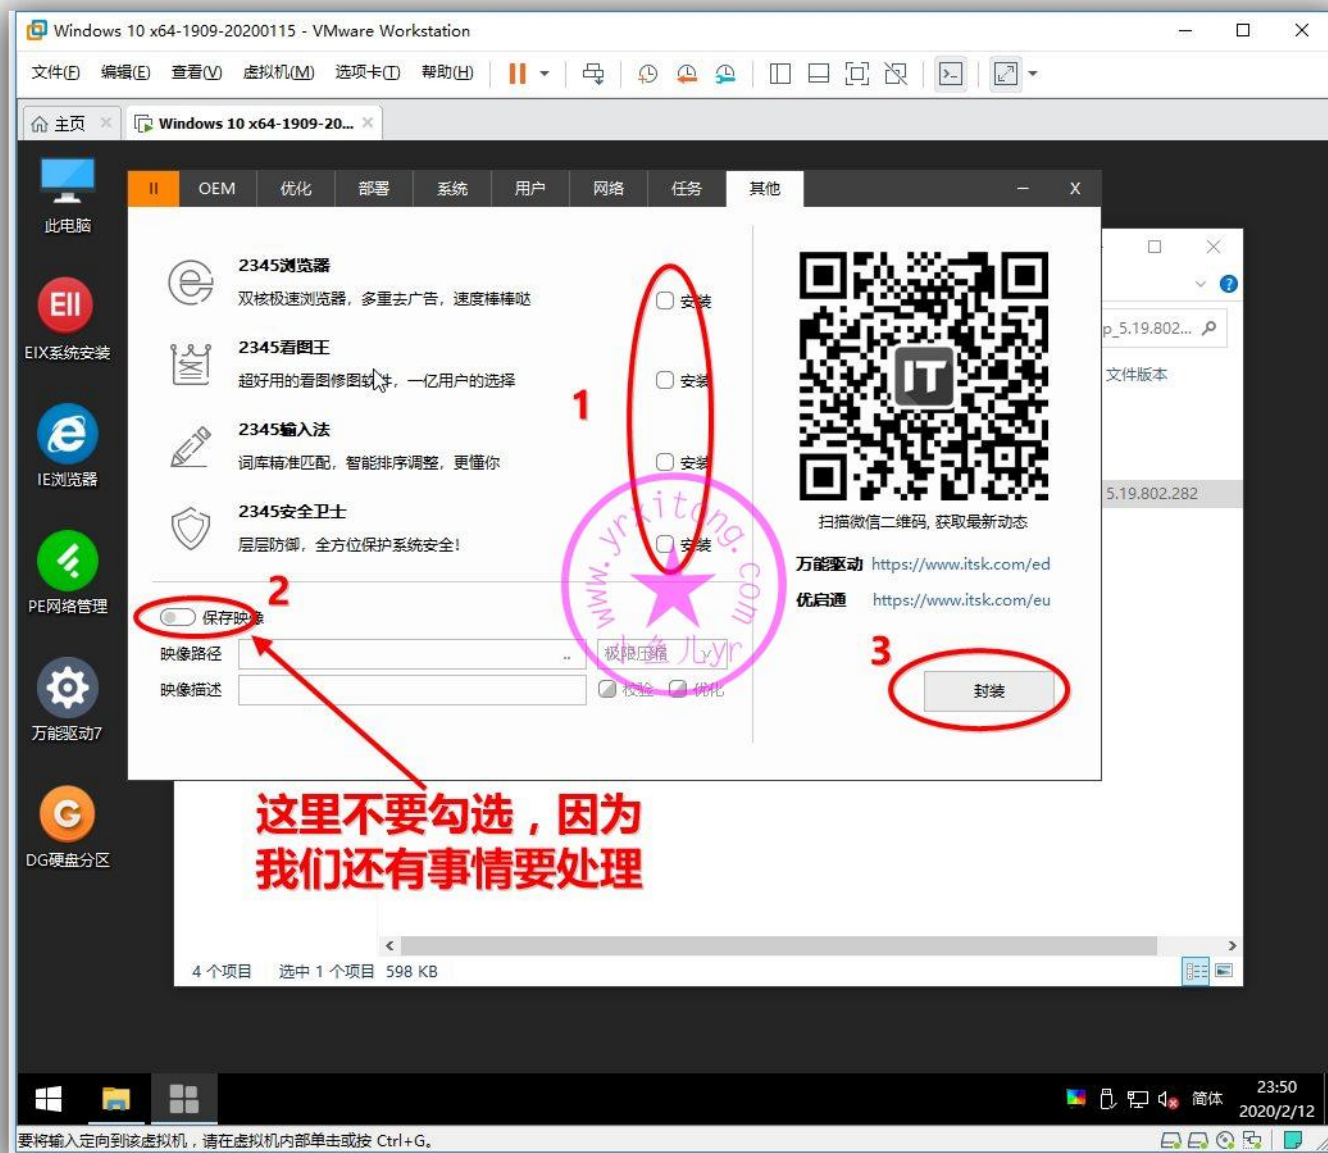 Windows 10 x64-1909-20200115 - VMware Workstation
文件(F) 编辑(E) 查看(V) 虚拟机(M) 选项卡(T) 帮助(H)
主页 Windows 10 x64-1909-20...
II OEM 优化 部署 系统 用户 网络 任务 其他 X
此电脑
EII
EIX系统安装
IE浏览器
PE网络管理
万能驱动7
G
DG硬盘分区
2345浏览器
双核极速浏览器，多重去广告，速度棒棒哒
安装
2345看图王
超好用的看图修图软件，一亿用户的选择
安装
2345输入法
词库精准匹配，智能排序调整，更懂你
安装
2345安全卫士
层层防御，全方位保护系统安全!
安装
1
2
保存映像
映像路径 .. 极限压缩
映像描述 校验 优化
IT
扫描微信二维码, 获取最新动态
万能驱动 https://www.itsk.com/ed
优启通 https://www.itsk.com/eu
3
封装
www.yrxitong.com
小鱼儿yr
p_5.19.802...
文件版本
5.19.802.282
这里不要勾选，因为
我们还有事情要处理
4 个项目 选中 1 个项目 598 KB
简体 23:50
2020/2/12
要将输入定向到该虚拟机，请在虚拟机内部单击或按 Ctrl+G。